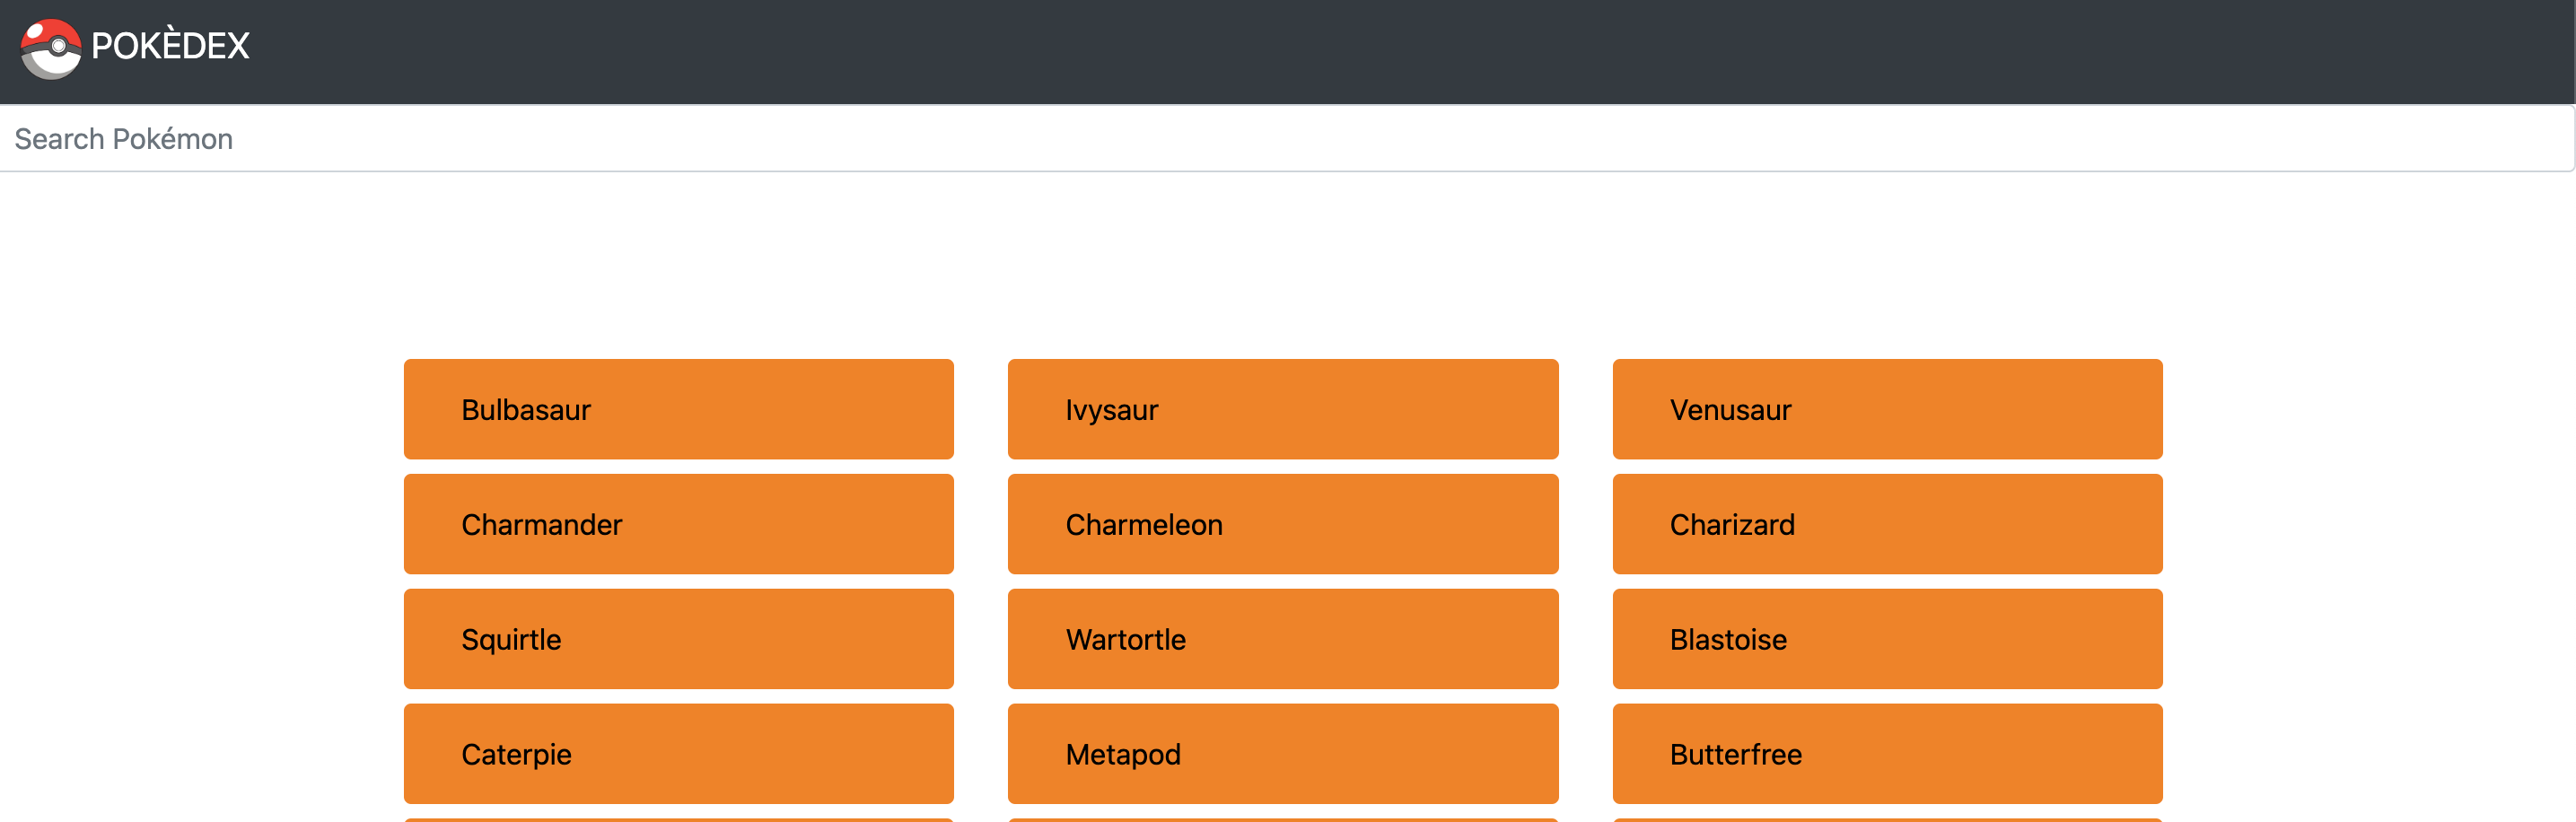 POKÈDEX
Search Pokémon
Bulbasaur
Ivysaur
Venusaur
Charmander
Charmeleon
Charizard
Squirtle
Wartortle
Blastoise
Caterpie
Metapod
Butterfree